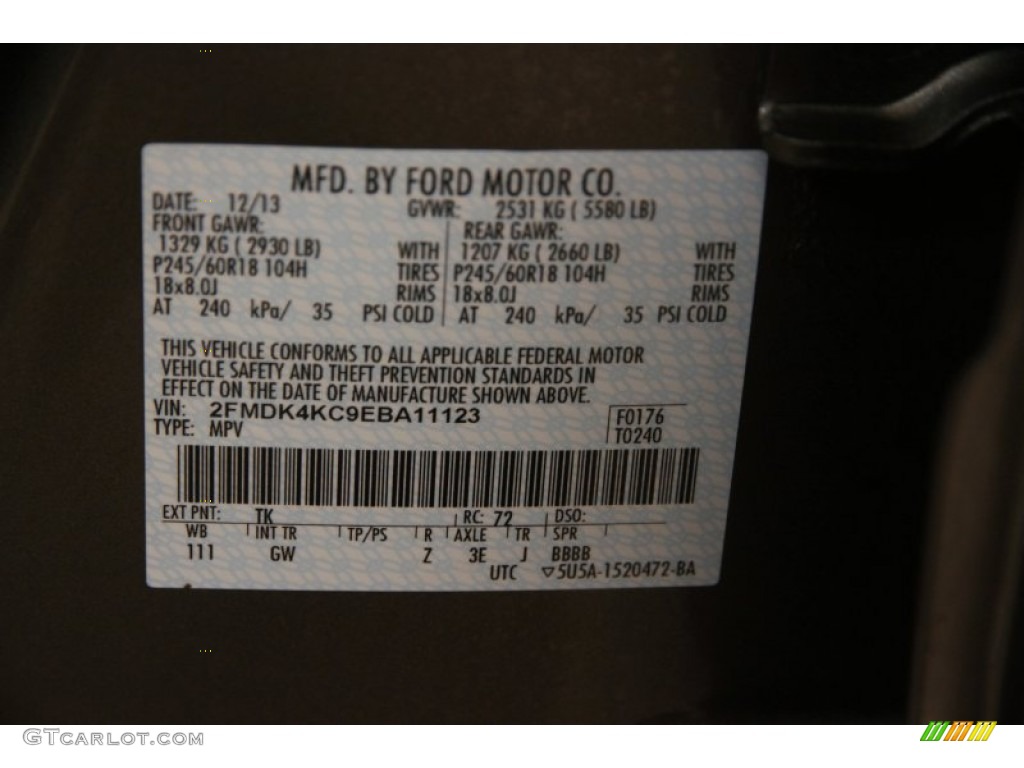 MFD. BY FORD MOTOR CO.
DATE: 12/13 GVWR: 2531 KG ( 5580 LB)
FRONT GAWR: REAR GAWR:
1329 KG ( 2930 LB) WITH 1207 KG ( 2660 LB) WITH
P245/60R18 104H TIRES P245/60R18 104H TIRES
18x8.0J RIMS 18x8.0J RIMS
AT 240 kPa/ 35 PSI COLD AT 240 kPa/ 35 PSI COLD
THIS VEHICLE CONFORMS TO ALL APPLICABLE FEDERAL MOTOR
VEHICLE SAFETY AND THEFT PREVENTION STANDARDS IN
EFFECT ON THE DATE OF MANUFACTURE SHOWN ABOVE.
VIN: 2FMDK4KC9EBA11123 F0176
TYPE: MPV T0240
EXT PNT: TK RC: 72 DSO:
WB INT TR TP/PS R AXLE TR SPR
111 GW Z 3E J BBBB
UTC ▽5U5A-1520472-BA
GTCARLOT.COM